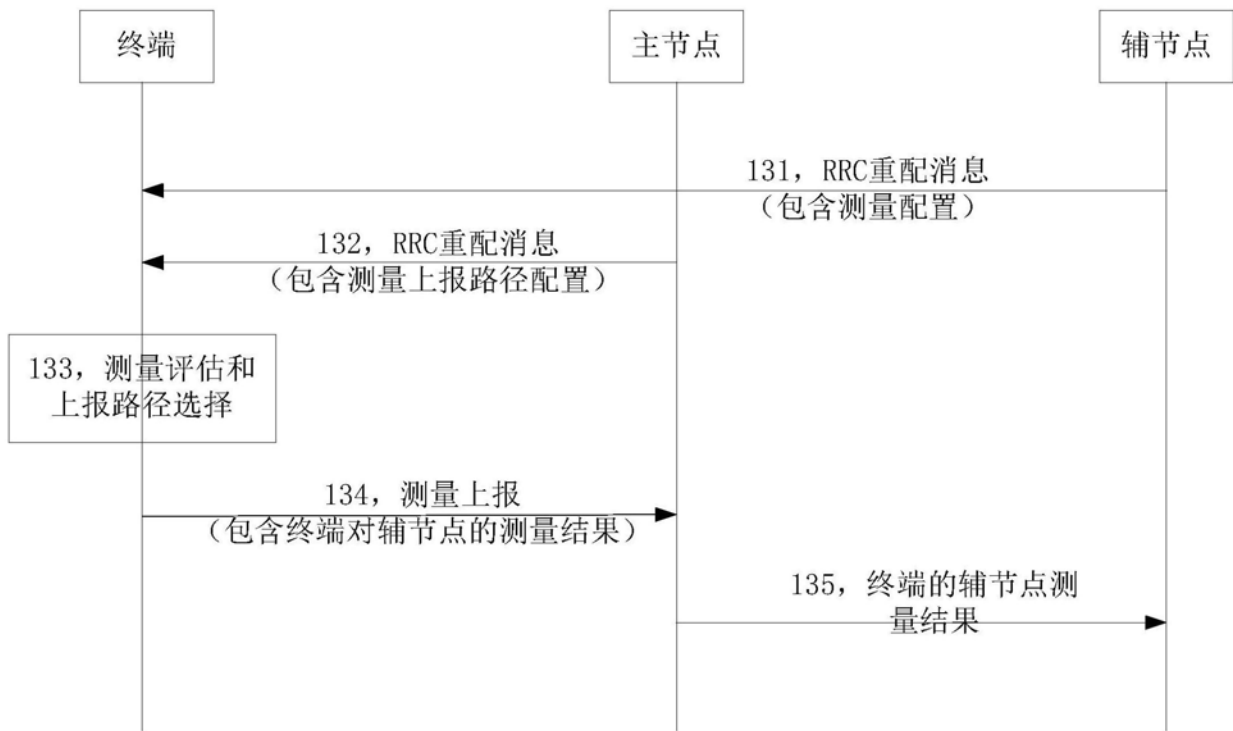 终端
主节点
辅节点
131，RRC重配消息
（包含测量配置）
132，RRC重配消息
（包含测量上报路径配置）
133，测量评估和
上报路径选择
134，测量上报
（包含终端对辅节点的测量结果）
135，终端的辅节点测
量结果